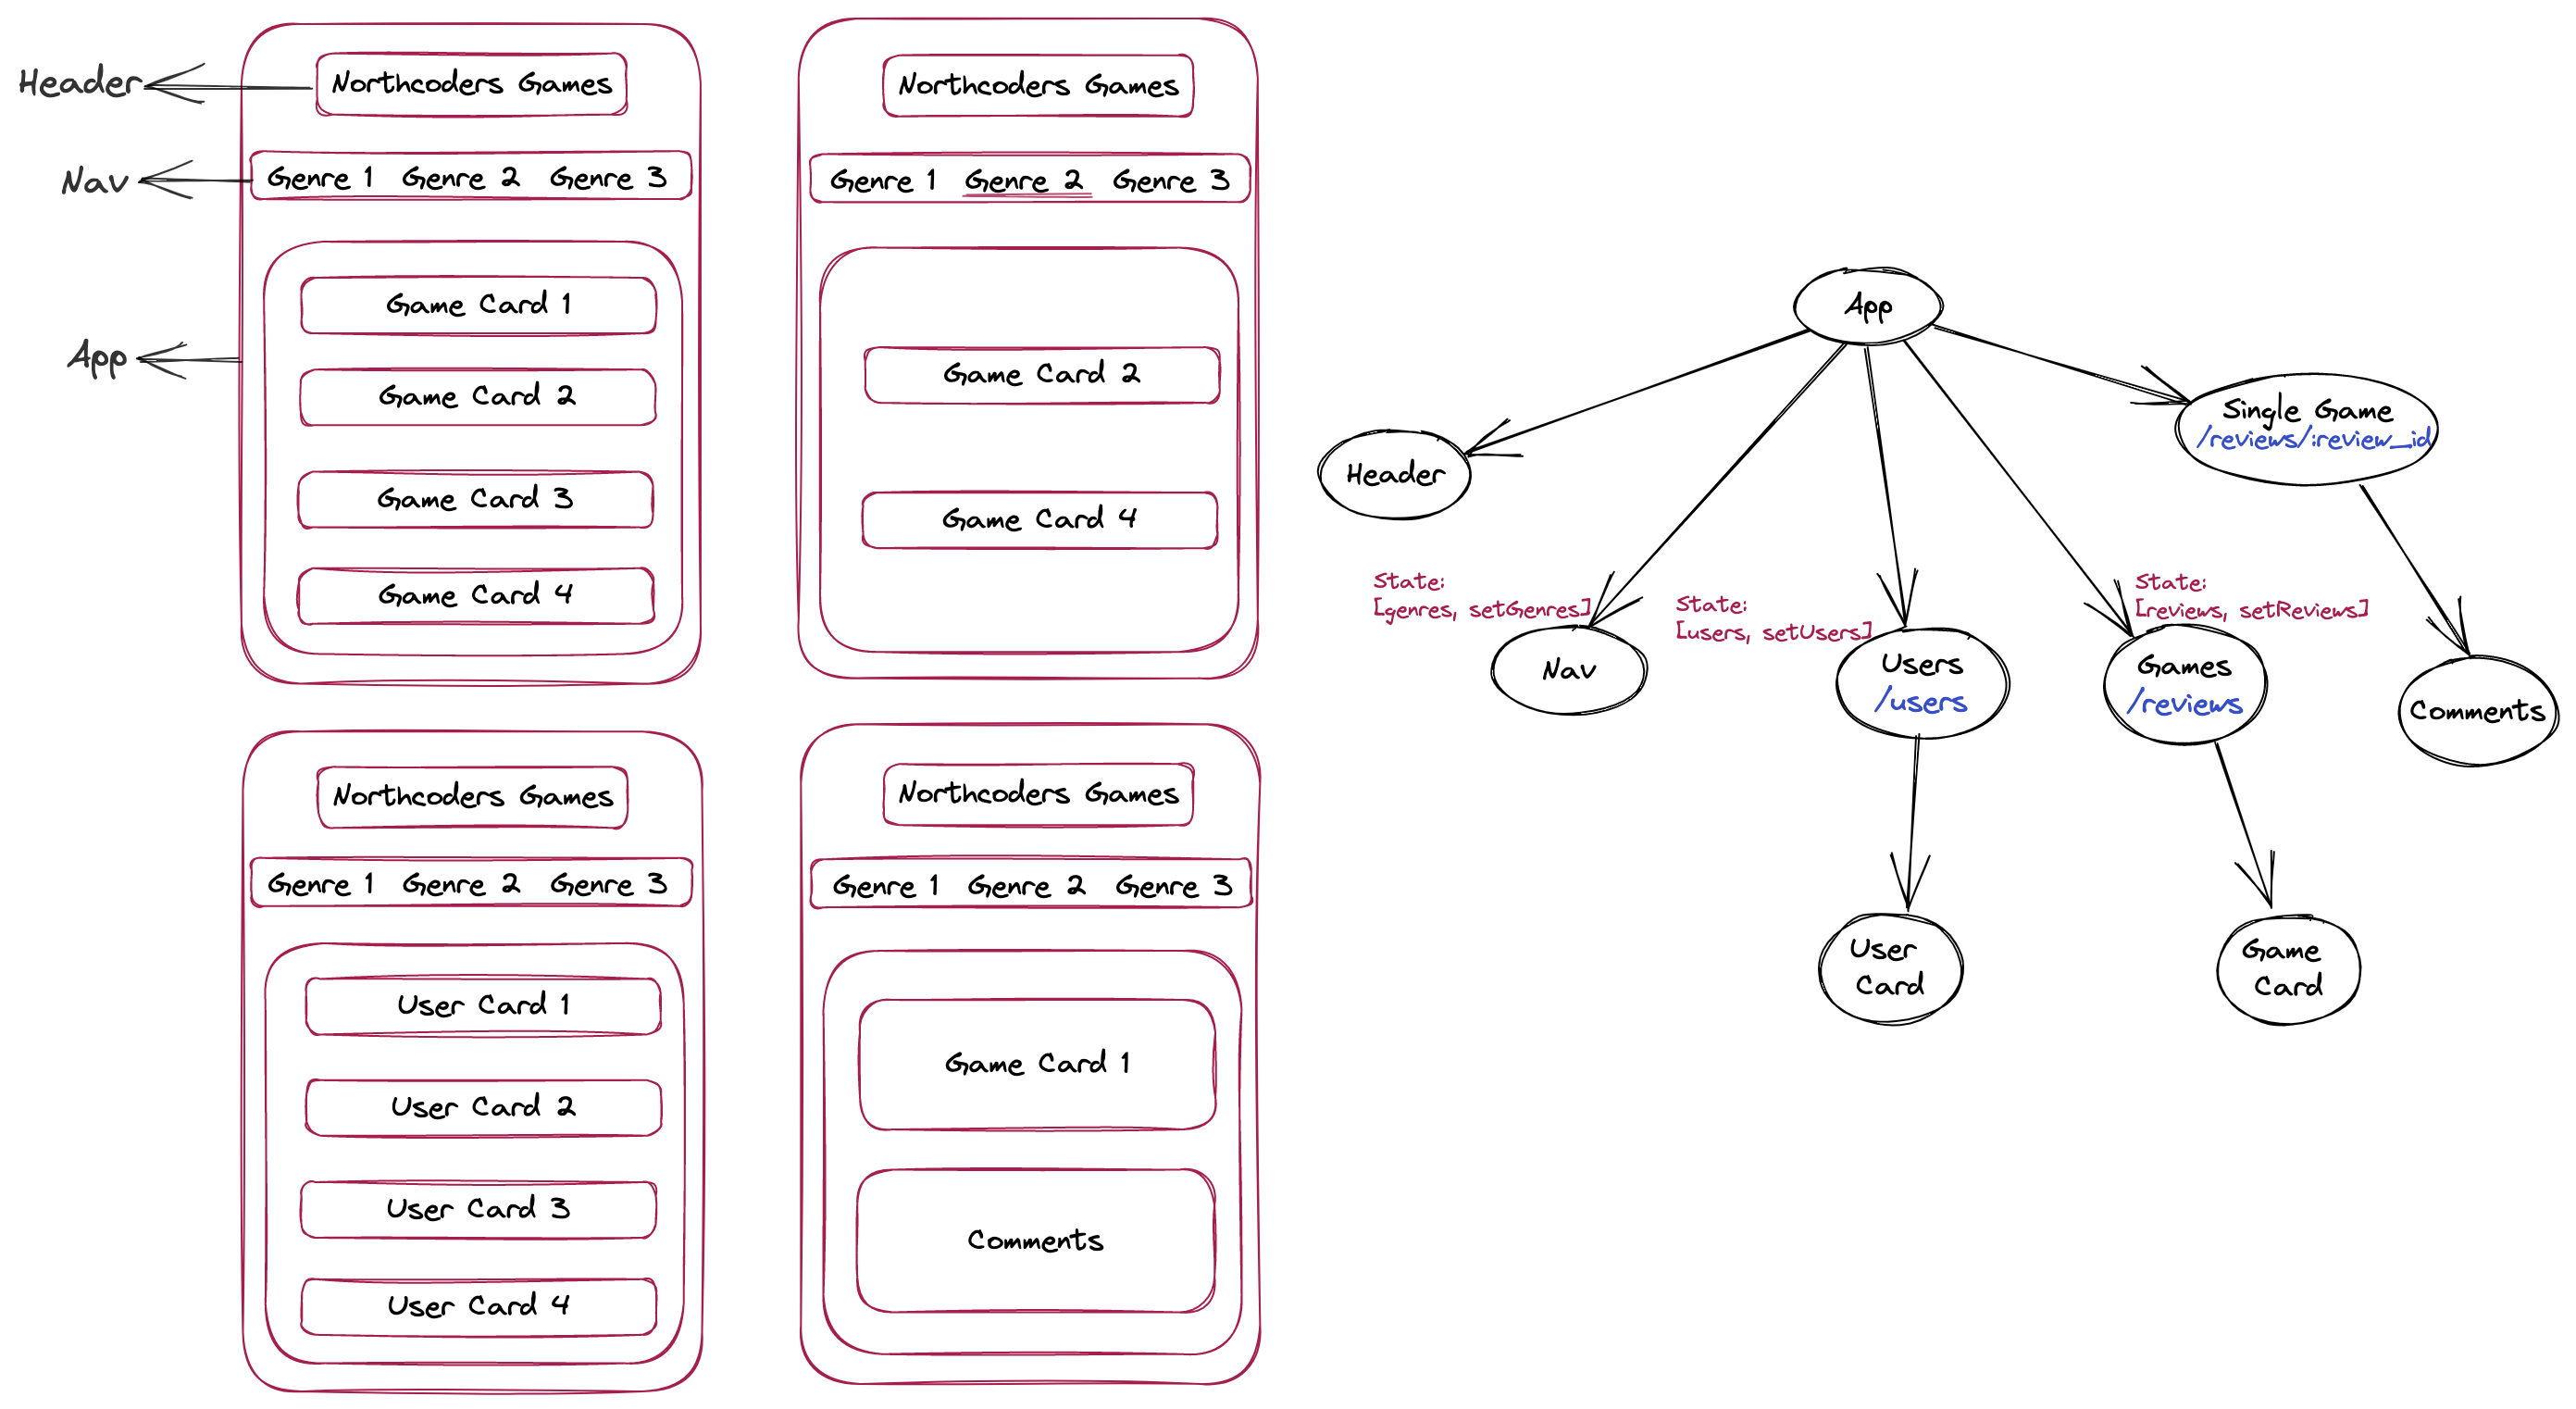 Header
Northcoders Games
Nav
Genre 1 Genre 2 Genre 3
App
Game Card 1
Game Card 2
Game Card 3
Game Card 4
Northcoders Games
Genre 1 Genre 2 Genre 3
Game Card 2
Game Card 4
Northcoders Games
Genre 1 Genre 2 Genre 3
User Card 1
User Card 2
User Card 3
User Card 4
Northcoders Games
Genre 1 Genre 2 Genre 3
Game Card 1
Comments
App
Header
Single Game
/reviews/:review_id
State:
[genres, setGenres]
Nav
State:
[users, setUsers]
Users
/users
State:
[reviews, setReviews]
Games
/reviews
Comments
User
Card
Game
Card